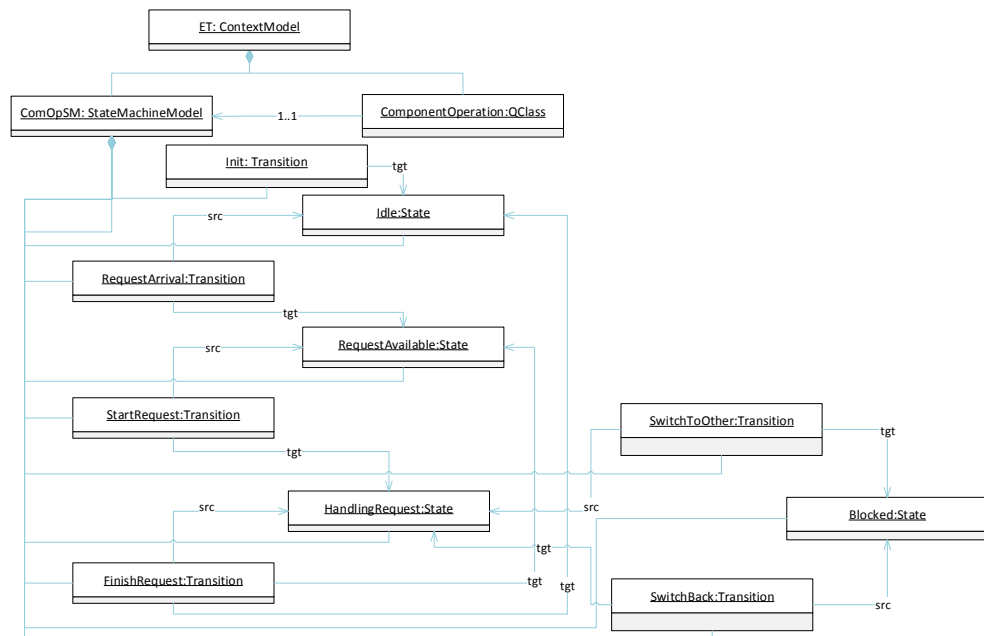 ET: ContextModel
ComOpSM: StateMachineModel
1..1
ComponentOperation:QClass
Init: Transition
tgt
src
Idle:State
RequestArrival:Transition
tgt
src
RequestAvailable:State
StartRequest:Transition
SwitchToOther:Transition
tgt
tgt
src
HandlingRequest:State
src
Blocked:State
tgt
FinishRequest:Transition
tgt
tgt
SwitchBack:Transition
src